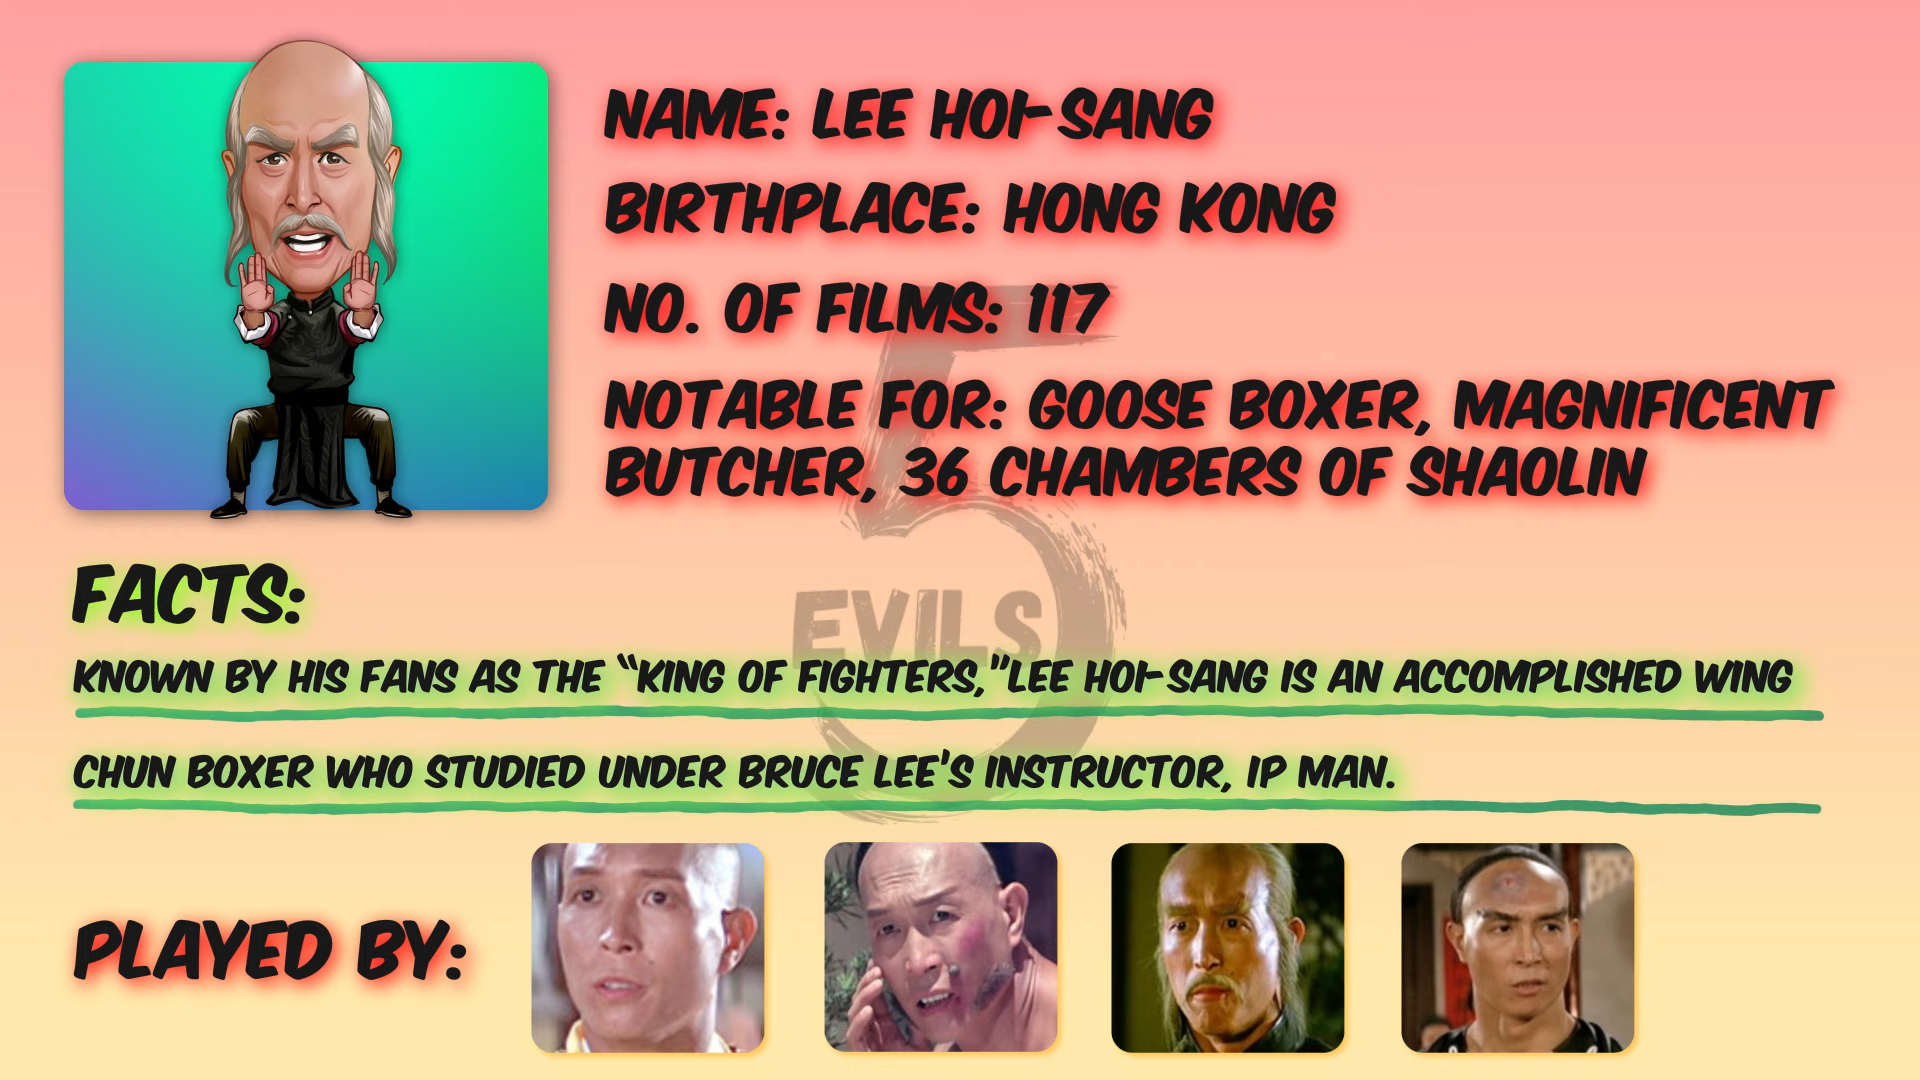 NAME: LEE HOI-SANG
BIRTHPLACE: HONG KONG
NO. OF FILMS: 117
NOTABLE FOR: GOOSE BOXER, MAGNIFICENT
BUTCHER, 36 CHAMBERS OF SHAOLIN
5
EVILS
FACTS:
KNOWN BY HIS FANS AS THE “KING OF FIGHTERS,”LEE HOI-SANG IS AN ACCOMPLISHED WING
CHUN BOXER WHO STUDIED UNDER BRUCE LEE'S INSTRUCTOR, IP MAN.
PLAYED BY: